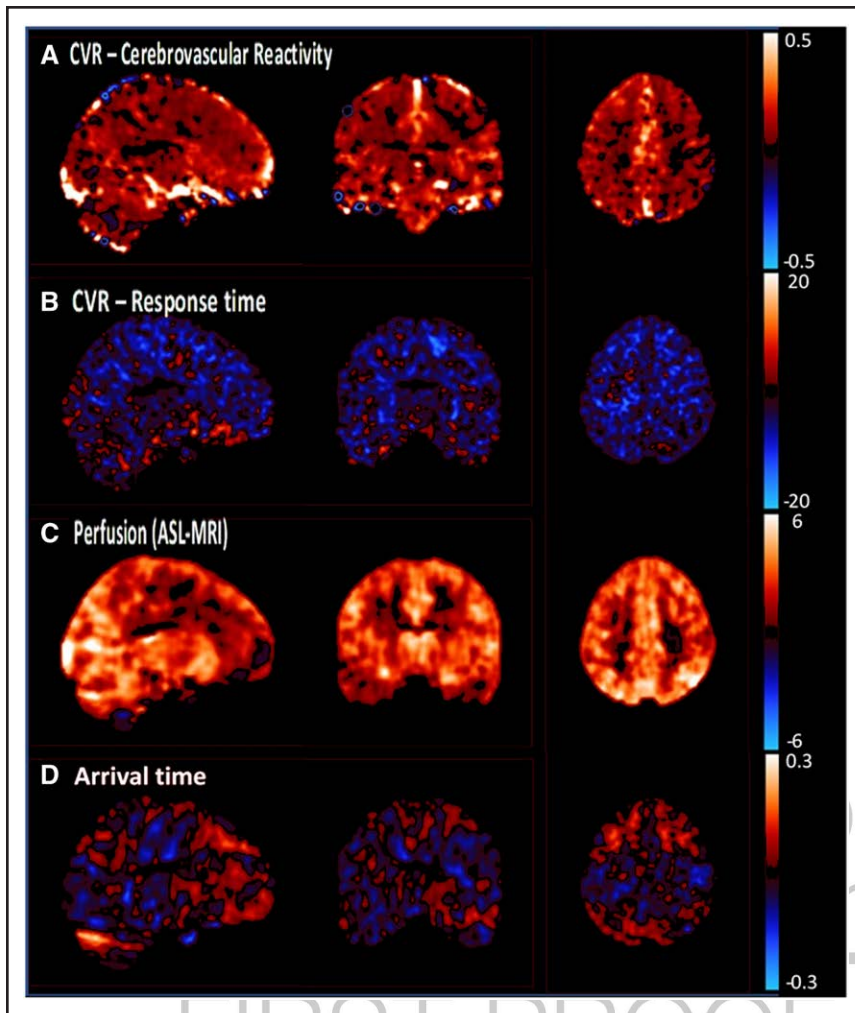 A CVR – Cerebrovascular Reactivity
0.5
-0.5
B CVR – Response time
20
-20
C Perfusion (ASL-MRI)
6
-6
D Arrival time
0.3
-0.3